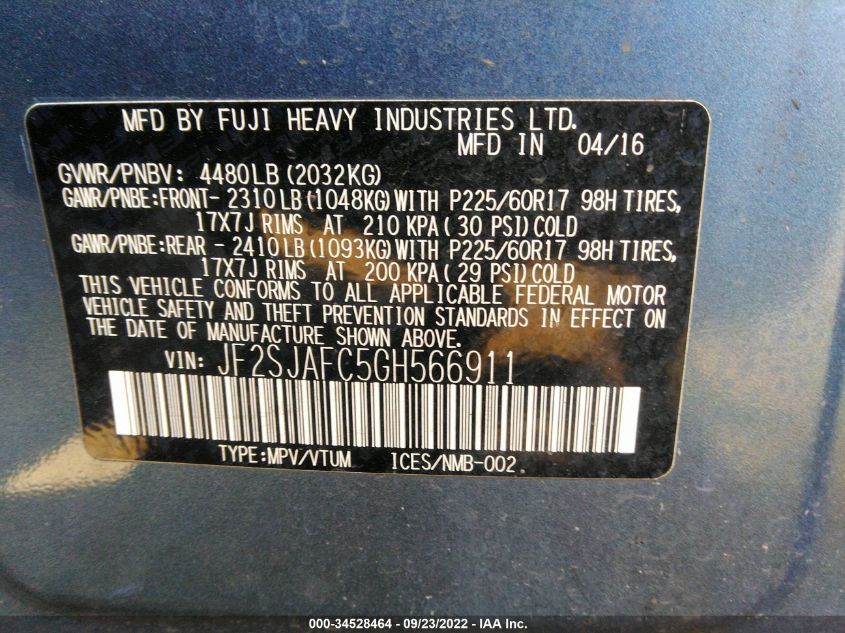 MFD BY FUJI HEAVY INDUSTRIES LTD.
MFD IN 04/16
GVWR/PNBV: 4480LB (2032KG)
GAWR/PNBE:FRONT- 2310LB (1048KG) WITH P225/60R17 98H TIRES,
17X7J RIMS AT 210 KPA ( 30 PSI) COLD
GAWR/PNBE:REAR - 2410LB (1093KG) WITH P225/60R17 98H TIRES,
17X7J RIMS AT 200 KPA ( 29 PSI) COLD
THIS VEHICLE CONFORMS TO ALL APPLICABLE FEDERAL MOTOR
VEHICLE SAFETY AND THEFT PREVENTION STANDARDS IN EFFECT ON
THE DATE OF MANUFACTURE SHOWN ABOVE.
VIN: JF2SJAFC5GH566911
TYPE:MPV/VTUM ICES/NMB-002
000-34528464 - 09/23/2022 - IAA Inc.